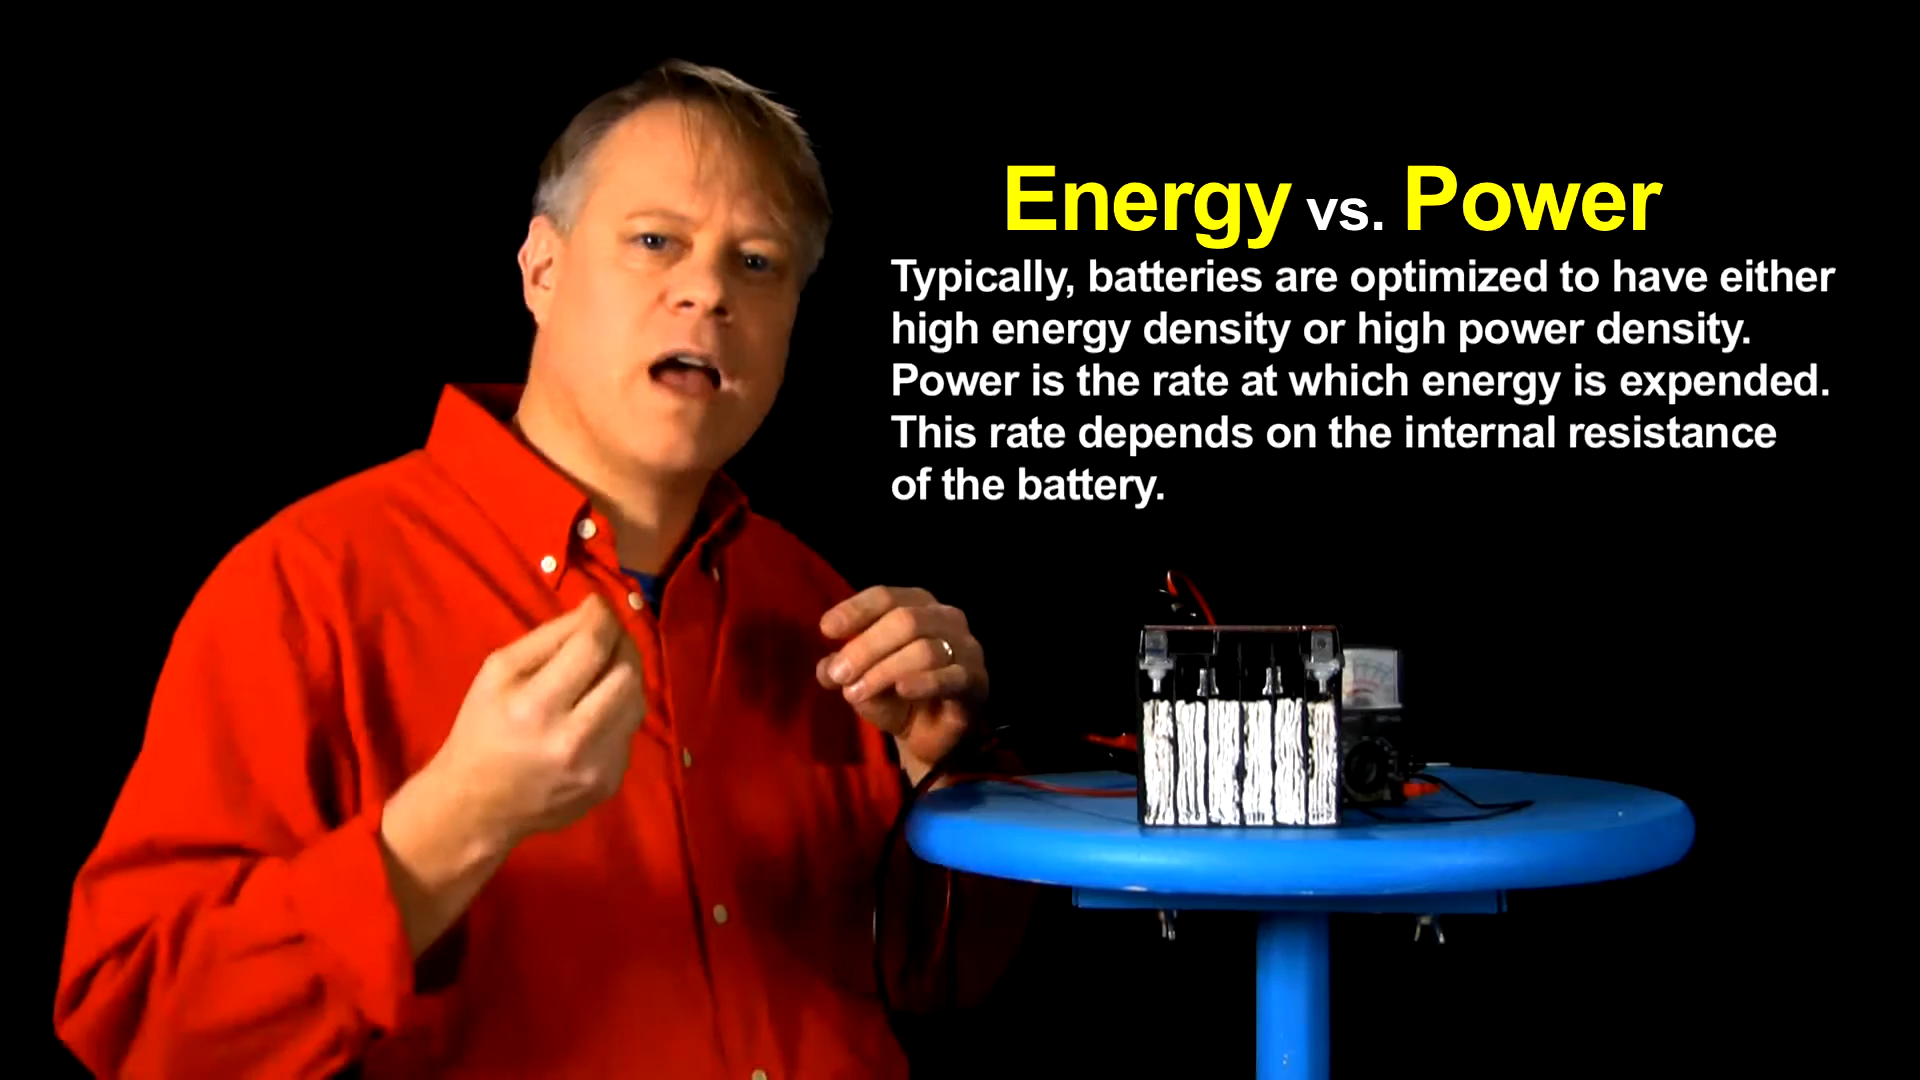 Energy vs. Power
Typically, batteries are optimized to have either
high energy density or high power density.
Power is the rate at which energy is expended.
This rate depends on the internal resistance
of the battery.